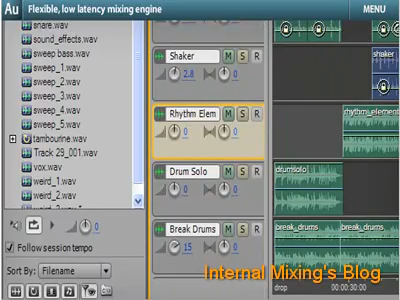 Au Flexible, low latency mixing engine MENU
snare.wav
sound_effects.wav
sweep bass.wav
sweep_1.wav
sweep_2.wav
sweep_3.wav
sweep_4.wav
sweep_5.wav
tambourine.wav
Track 29_001.wav
vox.wav
weird_1.wav
weird_2.wav
Follow session tempo
Sort By: Filename
Shaker M S R
2.8 0
Rhythm Elem M S R
0 0
Drum Solo M S R
0 0
Break Drums M S R
15 0
shaker
rhythm_element
drumsolo1
break_drums break_drums
drop 00:00:30:00
Internal Mixing's Blog